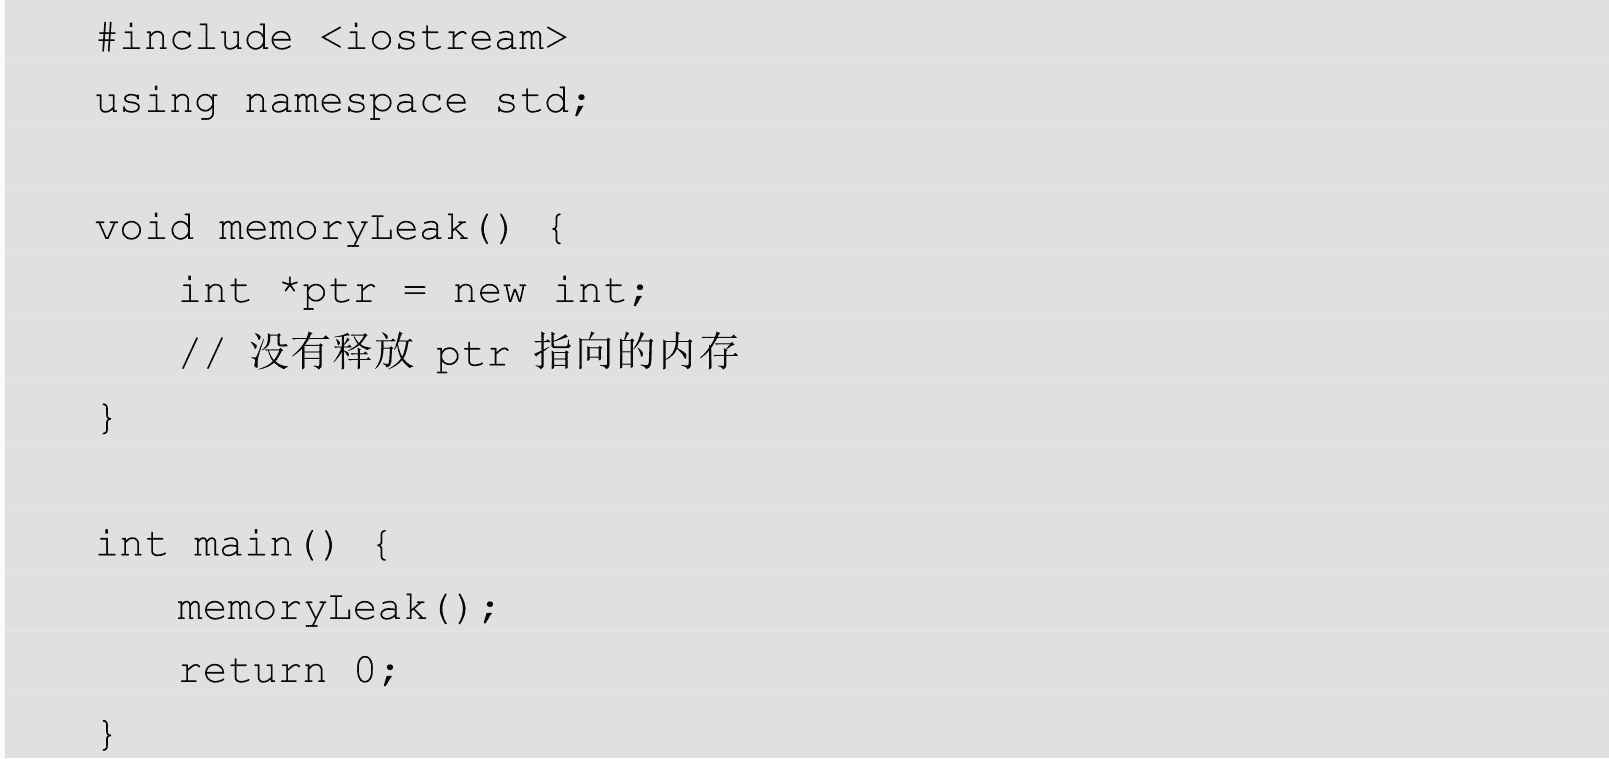 #include <iostream>
using namespace std;
void memoryLeak() {
int *ptr = new int;
// 没有释放 ptr 指向的内存
}
int main() {
memoryLeak();
return 0;
}